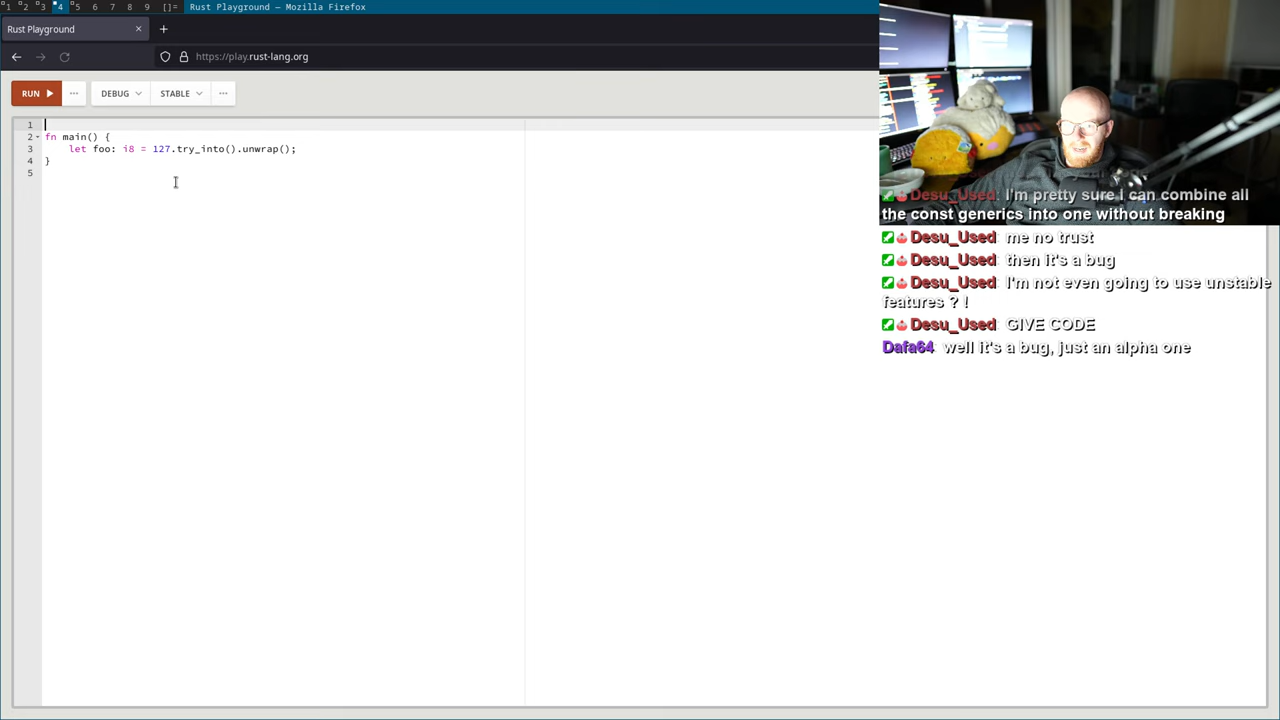 1 2 3 4 5 6 7 8 9 []= Rust Playground — Mozilla Firefox
Rust Playground
https://play.rust-lang.org
RUN ··· DEBUG STABLE
1
2 fn main() {
3     let foo: i8 = 127.try_into().unwrap();
4 }
5
Desu_Used: I'm pretty sure I can combine all
the const generics into one without breaking
Desu_Used: me no trust
Desu_Used: then it's a bug
Desu_Used: I'm not even going to use unstable
features ? !
Desu_Used: GIVE CODE
Dafa64: well it's a bug, just an alpha one